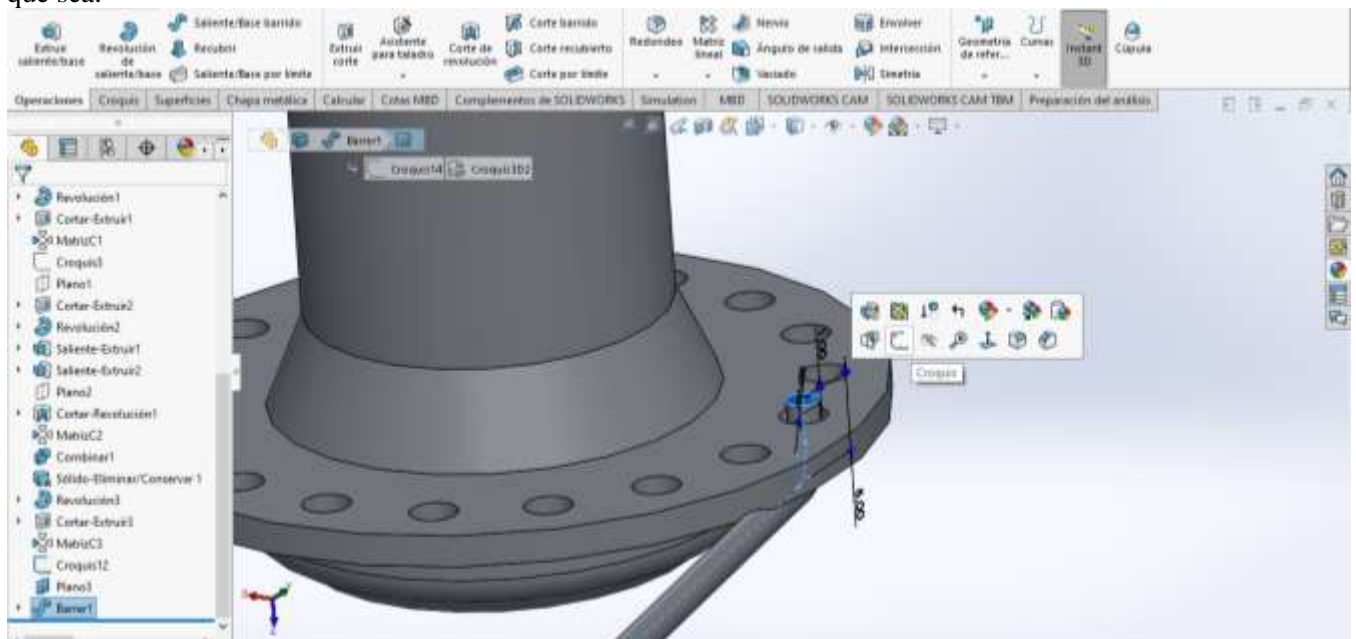 que sea.
Extruir saliente/base
Revolución de saliente/base
Saliente/Base barrido
Recubrir
Saliente/Base por límite
Extruir corte
Asistente para taladro
Corte de revolución
Corte barrido
Corte recubierto
Corte por límite
Redondeo
Matriz lineal
Nervio
Ángulo de salida
Vaciado
Envolver
Intersección
Simetría
Geometría de refer...
Curvas
Instant 3D
Cúpula
Operaciones
Croquis
Superficies
Chapa metálica
Calcular
Cotas MBD
Complementos de SOLIDWORKS
Simulation
MBD
SOLIDWORKS CAM
SOLIDWORKS CAM TBM
Preparación del análisis
Barrer1
Croquis14
Croquis3D2
Revolución1
Cortar-Extruir1
MatrizC1
Croquis3
Plano1
Cortar-Extruir2
Revolución2
Saliente-Extruir1
Saliente-Extruir2
Plano2
Cortar-Revolución1
MatrizC2
Combinar1
Sólido-Eliminar/Conservar 1
Revolución3
Cortar-Extruir3
MatrizC3
Croquis12
Plano3
Barrer1
Croquis